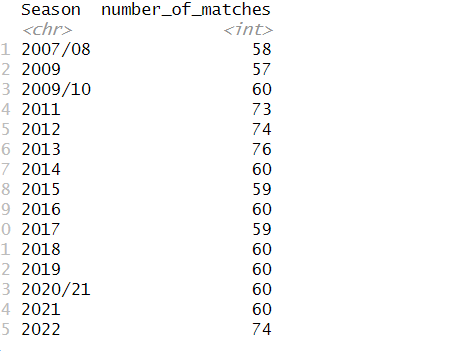 Season number_of_matches
<chr> <int>
1 2007/08 58
2 2009 57
3 2009/10 60
4 2011 73
5 2012 74
6 2013 76
7 2014 60
8 2015 59
9 2016 60
0 2017 59
1 2018 60
2 2019 60
3 2020/21 60
4 2021 60
5 2022 74